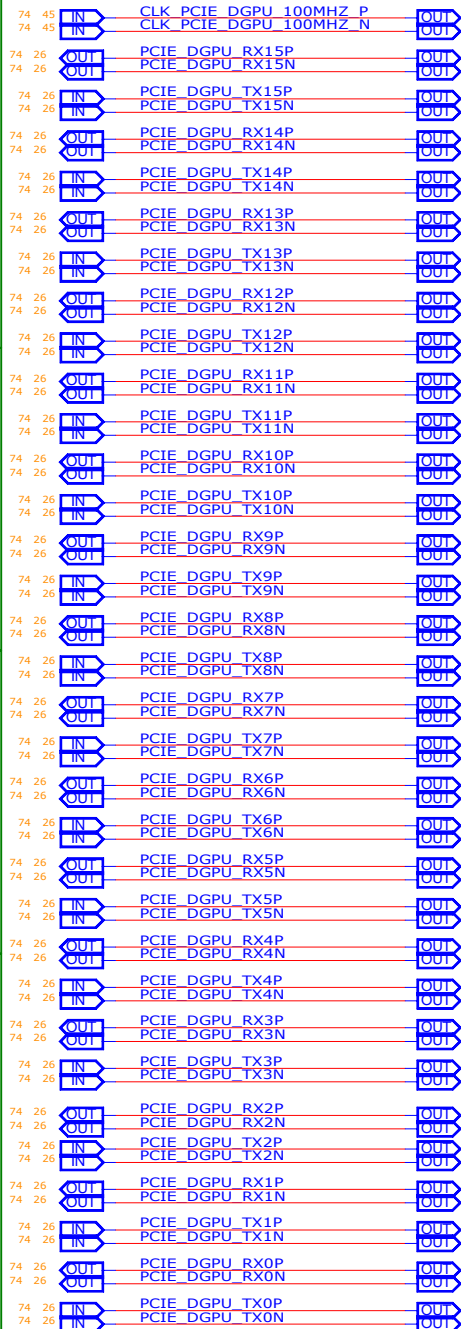 74 45 IN CLK_PCIE_DGPU_100MHZ_P OUT
74 45 IN CLK_PCIE_DGPU_100MHZ_N OUT
74 26 OUT PCIE_DGPU_RX15P OUT
74 26 OUT PCIE_DGPU_RX15N OUT
74 26 IN PCIE_DGPU_TX15P OUT
74 26 IN PCIE_DGPU_TX15N OUT
74 26 OUT PCIE_DGPU_RX14P OUT
74 26 OUT PCIE_DGPU_RX14N OUT
74 26 IN PCIE_DGPU_TX14P OUT
74 26 IN PCIE_DGPU_TX14N OUT
74 26 OUT PCIE_DGPU_RX13P OUT
74 26 OUT PCIE_DGPU_RX13N OUT
74 26 IN PCIE_DGPU_TX13P OUT
74 26 IN PCIE_DGPU_TX13N OUT
74 26 OUT PCIE_DGPU_RX12P OUT
74 26 OUT PCIE_DGPU_RX12N OUT
74 26 IN PCIE_DGPU_TX12P OUT
74 26 IN PCIE_DGPU_TX12N OUT
74 26 OUT PCIE_DGPU_RX11P OUT
74 26 OUT PCIE_DGPU_RX11N OUT
74 26 IN PCIE_DGPU_TX11P OUT
74 26 IN PCIE_DGPU_TX11N OUT
74 26 OUT PCIE_DGPU_RX10P OUT
74 26 OUT PCIE_DGPU_RX10N OUT
74 26 IN PCIE_DGPU_TX10P OUT
74 26 IN PCIE_DGPU_TX10N OUT
74 26 OUT PCIE_DGPU_RX9P OUT
74 26 OUT PCIE_DGPU_RX9N OUT
74 26 IN PCIE_DGPU_TX9P OUT
74 26 IN PCIE_DGPU_TX9N OUT
74 26 OUT PCIE_DGPU_RX8P OUT
74 26 OUT PCIE_DGPU_RX8N OUT
74 26 IN PCIE_DGPU_TX8P OUT
74 26 IN PCIE_DGPU_TX8N OUT
74 26 OUT PCIE_DGPU_RX7P OUT
74 26 OUT PCIE_DGPU_RX7N OUT
74 26 IN PCIE_DGPU_TX7P OUT
74 26 IN PCIE_DGPU_TX7N OUT
74 26 OUT PCIE_DGPU_RX6P OUT
74 26 OUT PCIE_DGPU_RX6N OUT
74 26 IN PCIE_DGPU_TX6P OUT
74 26 IN PCIE_DGPU_TX6N OUT
74 26 OUT PCIE_DGPU_RX5P OUT
74 26 OUT PCIE_DGPU_RX5N OUT
74 26 IN PCIE_DGPU_TX5P OUT
74 26 IN PCIE_DGPU_TX5N OUT
74 26 OUT PCIE_DGPU_RX4P OUT
74 26 OUT PCIE_DGPU_RX4N OUT
74 26 IN PCIE_DGPU_TX4P OUT
74 26 IN PCIE_DGPU_TX4N OUT
74 26 OUT PCIE_DGPU_RX3P OUT
74 26 OUT PCIE_DGPU_RX3N OUT
74 26 IN PCIE_DGPU_TX3P OUT
74 26 IN PCIE_DGPU_TX3N OUT
74 26 OUT PCIE_DGPU_RX2P OUT
74 26 OUT PCIE_DGPU_RX2N OUT
74 26 IN PCIE_DGPU_TX2P OUT
74 26 IN PCIE_DGPU_TX2N OUT
74 26 OUT PCIE_DGPU_RX1P OUT
74 26 OUT PCIE_DGPU_RX1N OUT
74 26 IN PCIE_DGPU_TX1P OUT
74 26 IN PCIE_DGPU_TX1N OUT
74 26 OUT PCIE_DGPU_RX0P OUT
74 26 OUT PCIE_DGPU_RX0N OUT
74 26 IN PCIE_DGPU_TX0P OUT
74 26 IN PCIE_DGPU_TX0N OUT